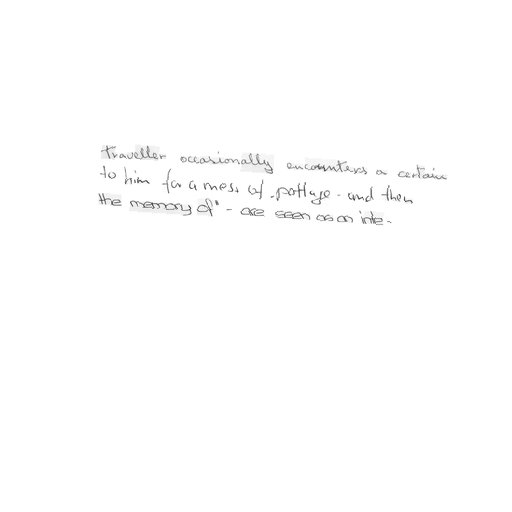 traveller occasionally encounters a certain
to him for a mess of pottage - and then
the memory of" - are seen as an inte-